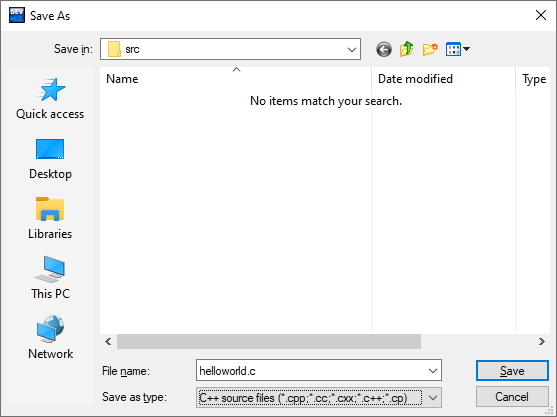 Save As
Save in:
src
Name
Date modified
Type
No items match your search.
Quick access
Desktop
Libraries
This PC
Network
File name:
helloworld.c
Save
Save as type:
C++ source files (*.cpp;*.cc;*.cxx;*.c++;*.cp)
Cancel